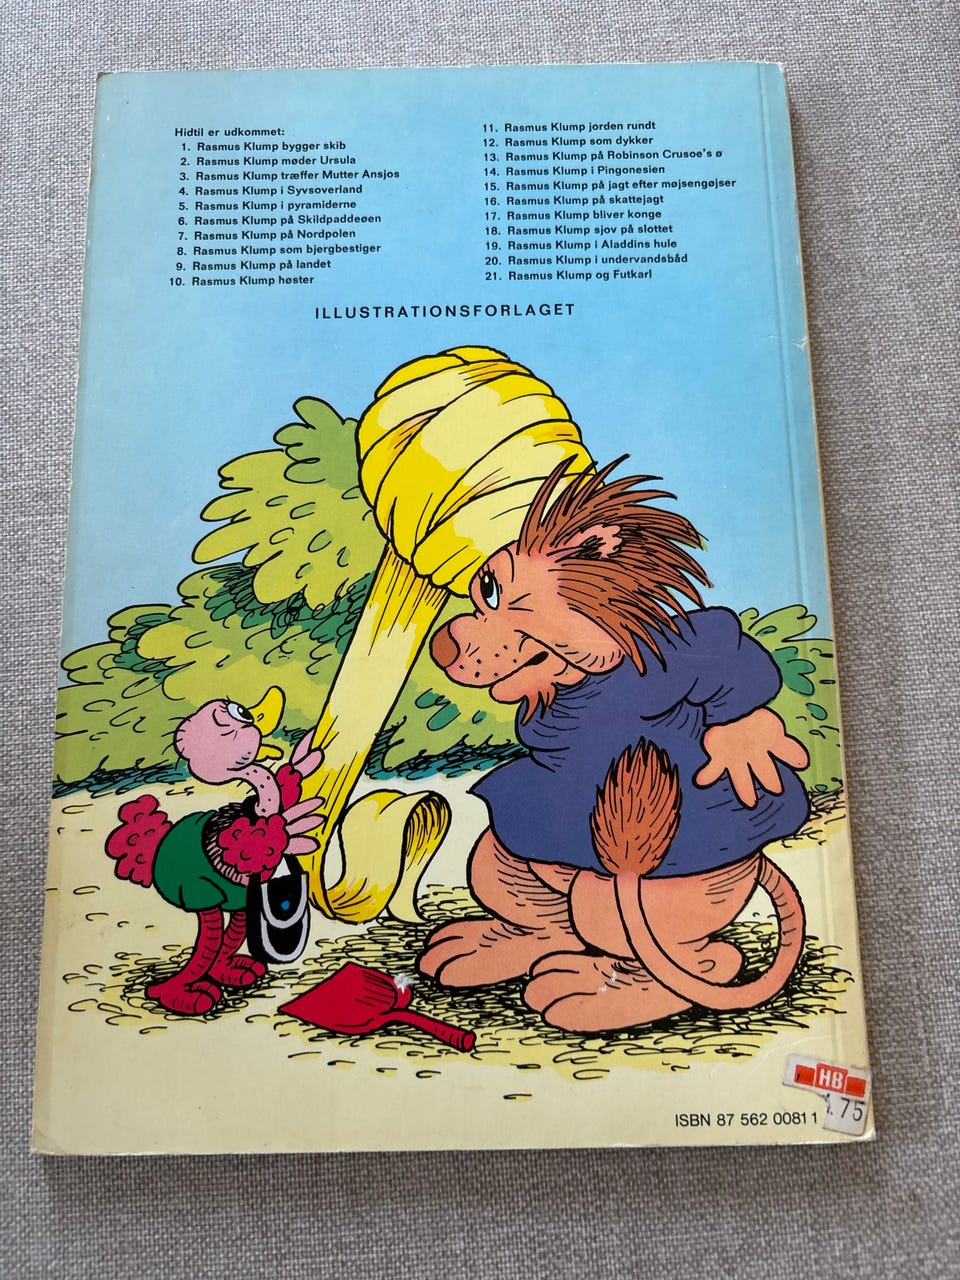 Hidtil er udkommet:
1. Rasmus Klump bygger skib
2. Rasmus Klump møder Ursula
3. Rasmus Klump træffer Mutter Ansjos
4. Rasmus Klump i Syvsoverland
5. Rasmus Klump i pyramiderne
6. Rasmus Klump på Skildpaddeøen
7. Rasmus Klump på Nordpolen
8. Rasmus Klump som bjergbestiger
9. Rasmus Klump på landet
10. Rasmus Klump høster
11. Rasmus Klump jorden rundt
12. Rasmus Klump som dykker
13. Rasmus Klump på Robinson Crusoe's ø
14. Rasmus Klump i Pingonesien
15. Rasmus Klump på jagt efter møjsengøjser
16. Rasmus Klump på skattejagt
17. Rasmus Klump bliver konge
18. Rasmus Klump sjov på slottet
19. Rasmus Klump i Aladdins hule
20. Rasmus Klump i undervandsbåd
21. Rasmus Klump og Futkarl
ILLUSTRATIONSFORLAGET
HB
.75
ISBN 87 562 0081 1